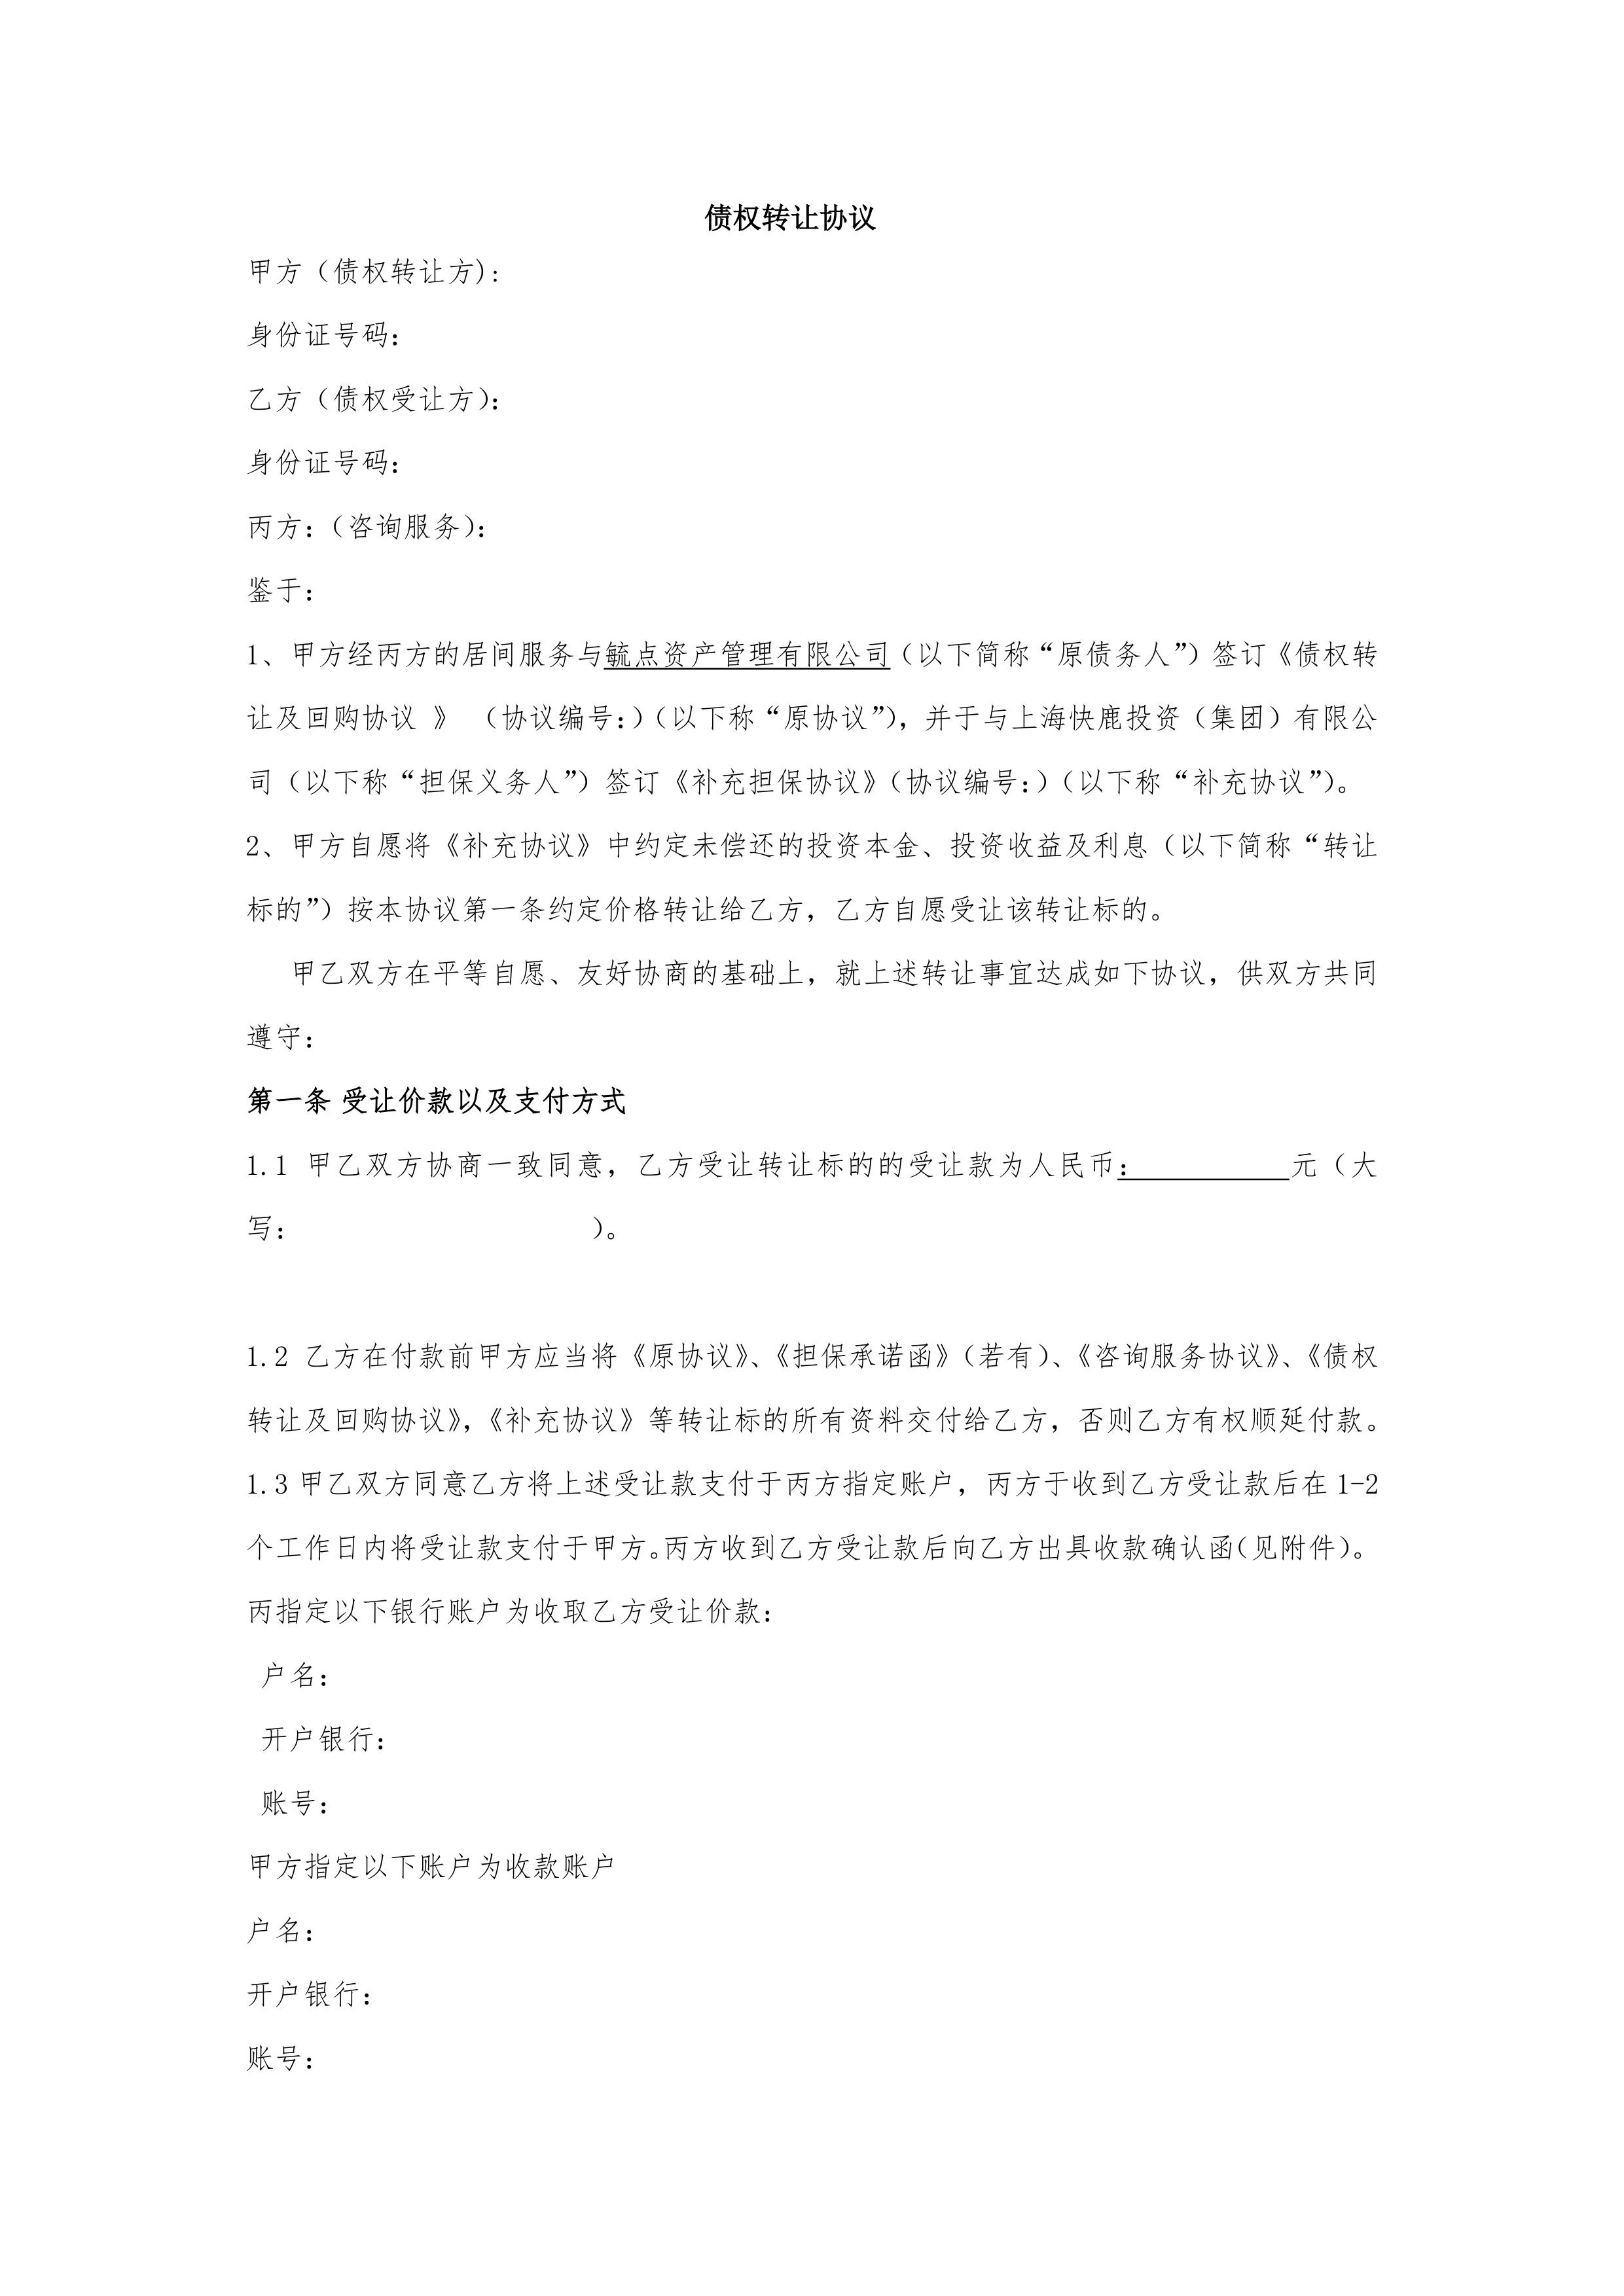 债权转让协议
甲方（债权转让方):
身份证号码：
乙方（债权受让方）：
身份证号码：
丙方：（咨询服务）：
鉴于：
1、甲方经丙方的居间服务与毓点资产管理有限公司（以下简称“原债务人”）签订《债权转
让及回购协议 》 （协议编号：）（以下称“原协议”），并于与上海快鹿投资（集团）有限公
司（以下称“担保义务人”）签订《补充担保协议》（协议编号：）（以下称“补充协议”）。
2、甲方自愿将《补充协议》中约定未偿还的投资本金、投资收益及利息（以下简称“转让
标的”）按本协议第一条约定价格转让给乙方，乙方自愿受让该转让标的。
甲乙双方在平等自愿、友好协商的基础上，就上述转让事宜达成如下协议，供双方共同
遵守：
第一条 受让价款以及支付方式
1.1 甲乙双方协商一致同意，乙方受让转让标的的受让款为人民币：          元（大
写：                    ）。
1.2 乙方在付款前甲方应当将《原协议》、《担保承诺函》（若有）、《咨询服务协议》、《债权
转让及回购协议》，《补充协议》等转让标的所有资料交付给乙方，否则乙方有权顺延付款。
1.3 甲乙双方同意乙方将上述受让款支付于丙方指定账户，丙方于收到乙方受让款后在 1-2
个工作日内将受让款支付于甲方。丙方收到乙方受让款后向乙方出具收款确认函（见附件）。
丙指定以下银行账户为收取乙方受让价款：
户名：
开户银行：
账号：
甲方指定以下账户为收款账户
户名：
开户银行：
账号：